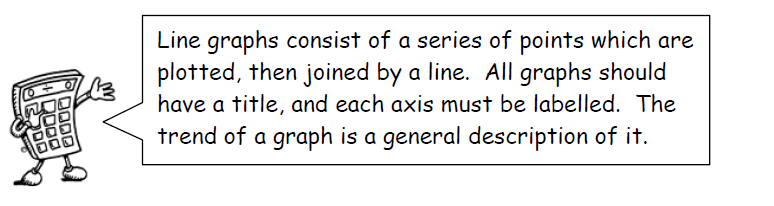 Line graphs consist of a series of points which are
plotted, then joined by a line.  All graphs should
have a title, and each axis must be labelled.  The
trend of a graph is a general description of it.